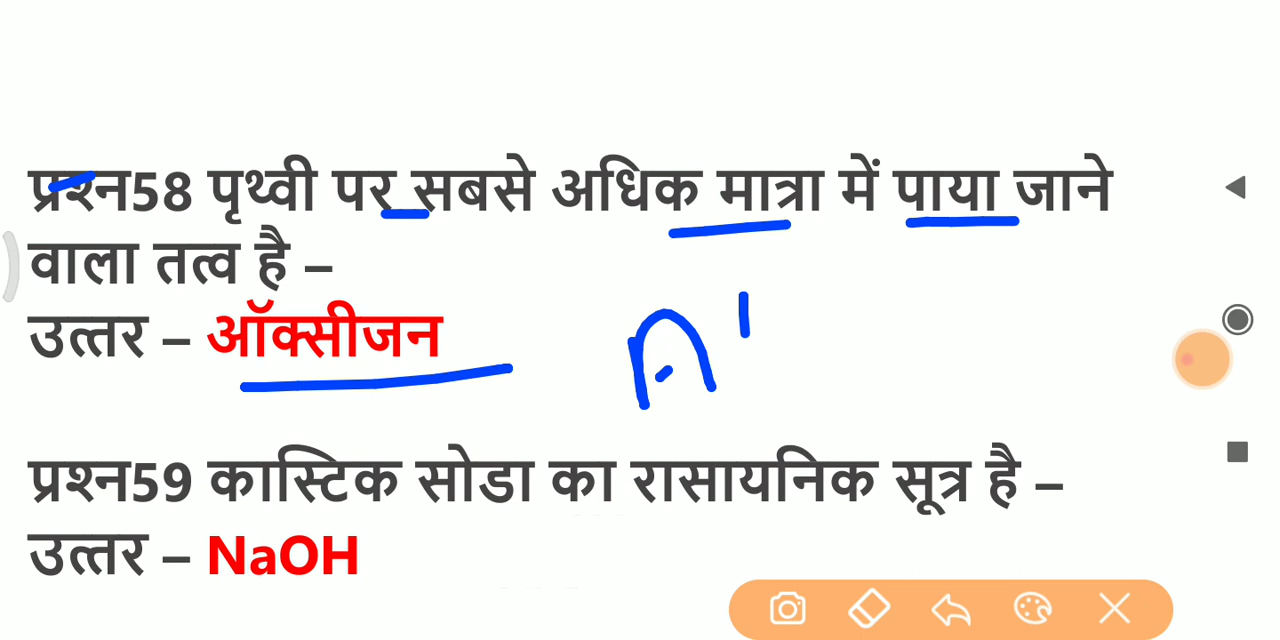 प्रश्न58 पृथ्वी पर सबसे अधिक मात्रा में पाया जाने
वाला तत्व है –
उत्तर – ऑक्सीजन
A'
प्रश्न59 कास्टिक सोडा का रासायनिक सूत्र है –
उत्तर – NaOH